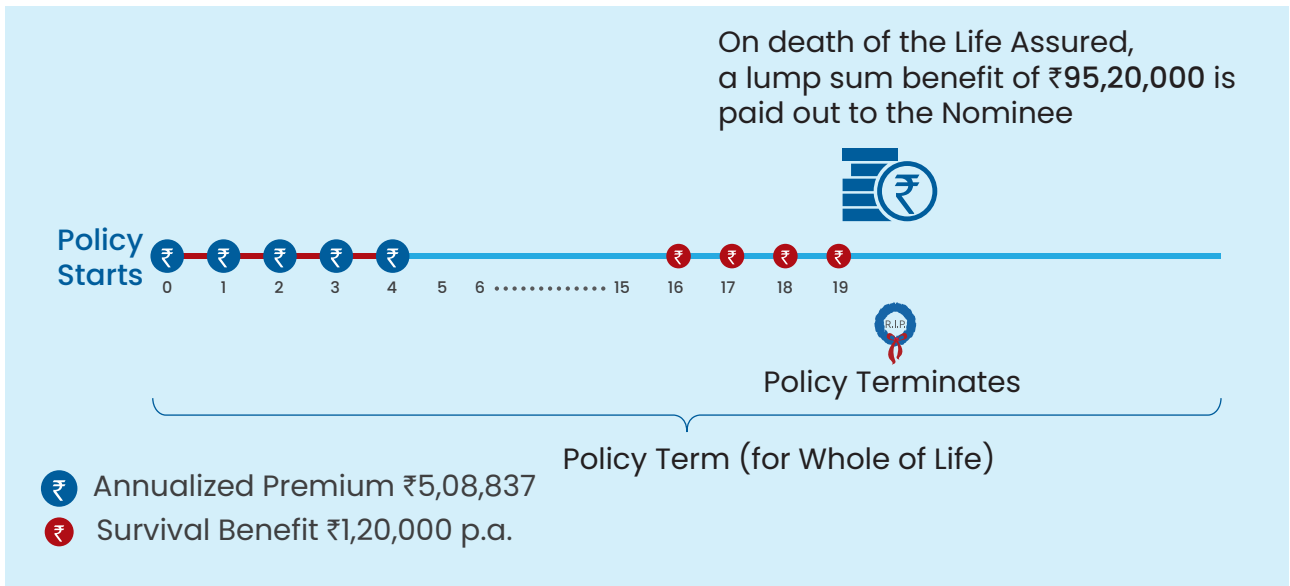 On death of the Life Assured,
a lump sum benefit of ₹95,20,000 is
paid out to the Nominee
₹
Policy
Starts
₹ ₹ ₹ ₹ ₹ ₹ ₹ ₹ ₹
0 1 2 3 4 5 6 ............. 15 16 17 18 19
R.I.P.
Policy Terminates
Policy Term (for Whole of Life)
₹ Annualized Premium ₹5,08,837
₹ Survival Benefit ₹1,20,000 p.a.